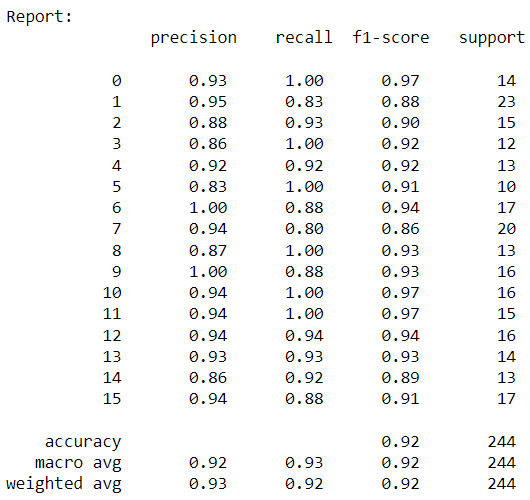 Report:
precision recall f1-score support
0 0.93 1.00 0.97 14
1 0.95 0.83 0.88 23
2 0.88 0.93 0.90 15
3 0.86 1.00 0.92 12
4 0.92 0.92 0.92 13
5 0.83 1.00 0.91 10
6 1.00 0.88 0.94 17
7 0.94 0.80 0.86 20
8 0.87 1.00 0.93 13
9 1.00 0.88 0.93 16
10 0.94 1.00 0.97 16
11 0.94 1.00 0.97 15
12 0.94 0.94 0.94 16
13 0.93 0.93 0.93 14
14 0.86 0.92 0.89 13
15 0.94 0.88 0.91 17
accuracy 0.92 244
macro avg 0.92 0.93 0.92 244
weighted avg 0.93 0.92 0.92 244